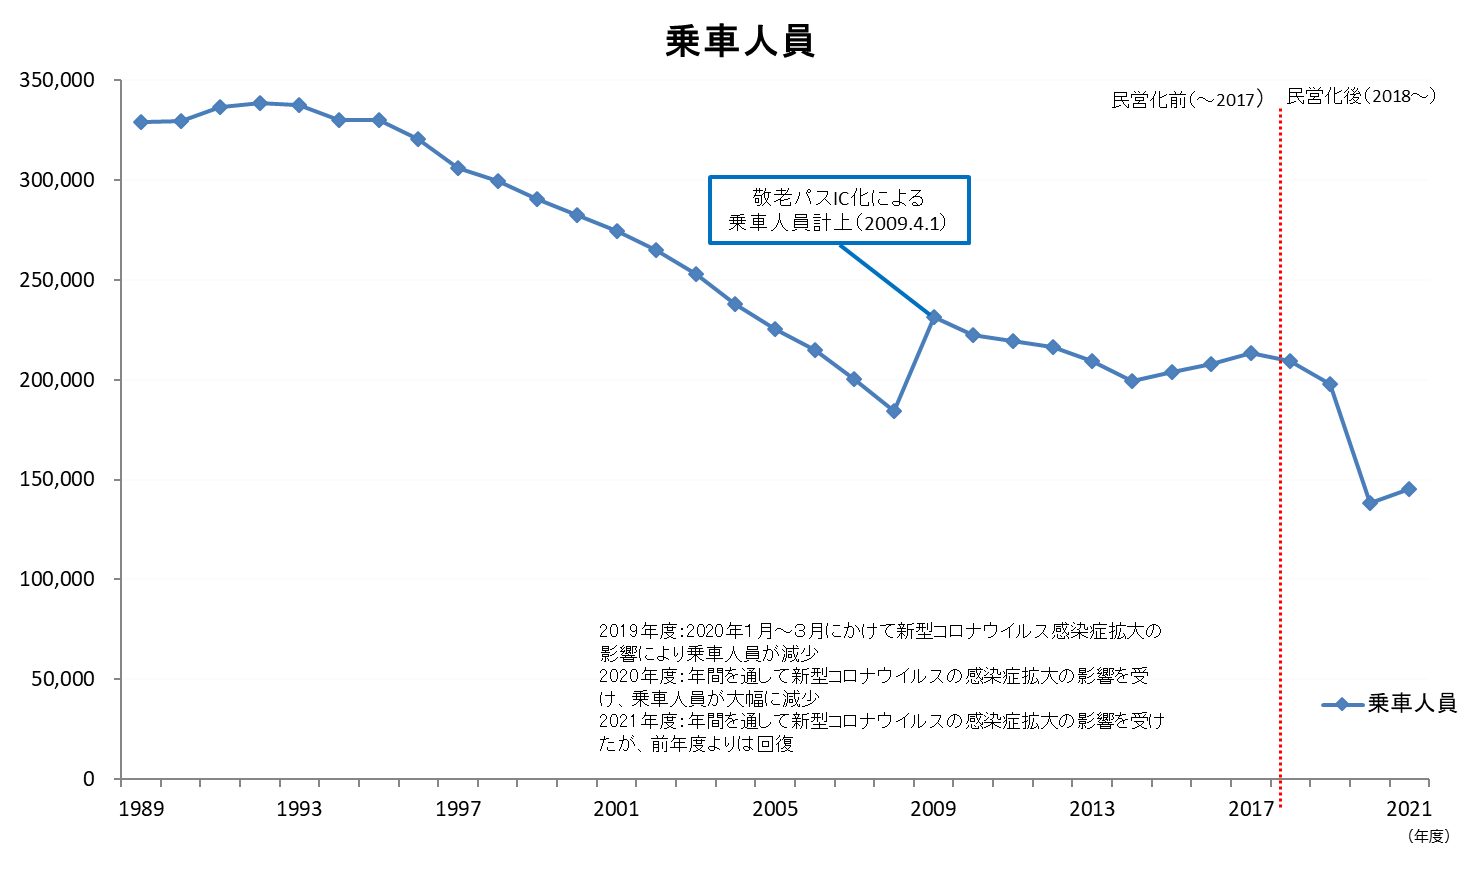 乗車人員
350,000
300,000
250,000
200,000
150,000
100,000
50,000
0
民営化前(～2017)
民営化後(2018～)
敬老パスIC化による
乗車人員計上(2009.4.1)
2019年度:2020年1月～3月にかけて新型コロナウイルス感染症拡大の
影響により乗車人員が減少
2020年度:年間を通して新型コロナウイルスの感染症拡大の影響を受
け、乗車人員が大幅に減少
2021年度:年間を通して新型コロナウイルスの感染症拡大の影響を受け
たが、前年度よりは回復
乗車人員
1989 1993 1997 2001 2005 2009 2013 2017 2021
(年度)